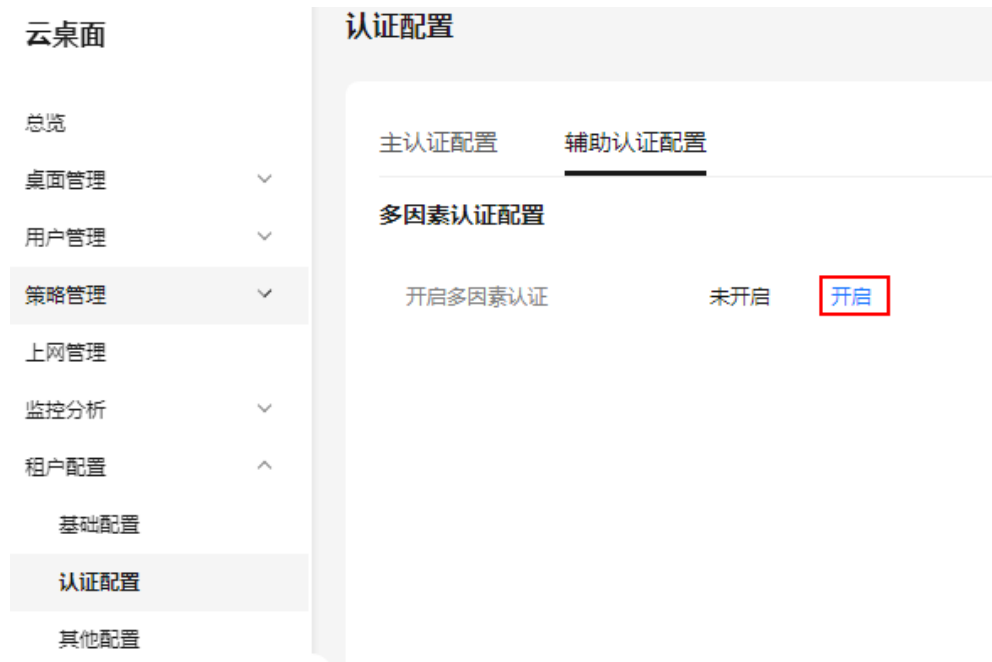 云桌面
总览
桌面管理
用户管理
策略管理
上网管理
监控分析
租户配置
基础配置
认证配置
其他配置
认证配置
主认证配置 辅助认证配置
多因素认证配置
开启多因素认证 未开启 开启